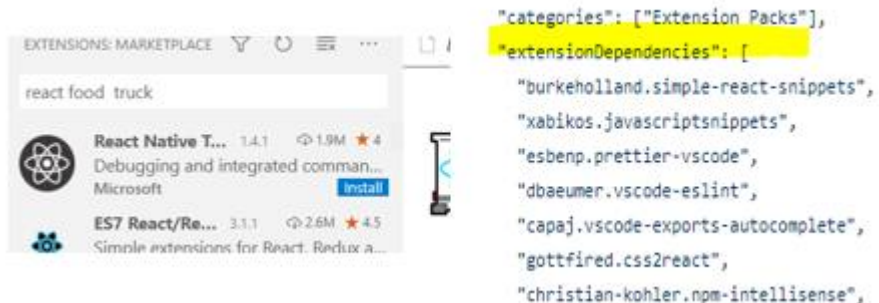 EXTENSIONS: MARKETPLACE
react food truck
React Native T... 1.4.1 1.9M ★ 4
Debugging and integrated comman...
Microsoft Install
ES7 React/Re... 3.1.1 2.6M ★ 4.5
Simple extensions for React, Redux a...
"categories": ["Extension Packs"],
"extensionDependencies": [
"burkeholland.simple-react-snippets",
"xabikos.javascriptsnippets",
"esbenp.prettier-vscode",
"dbaeumer.vscode-eslint",
"capaj.vscode-exports-autocomplete",
"gottfired.css2react",
"christian-kohler.npm-intellisense",